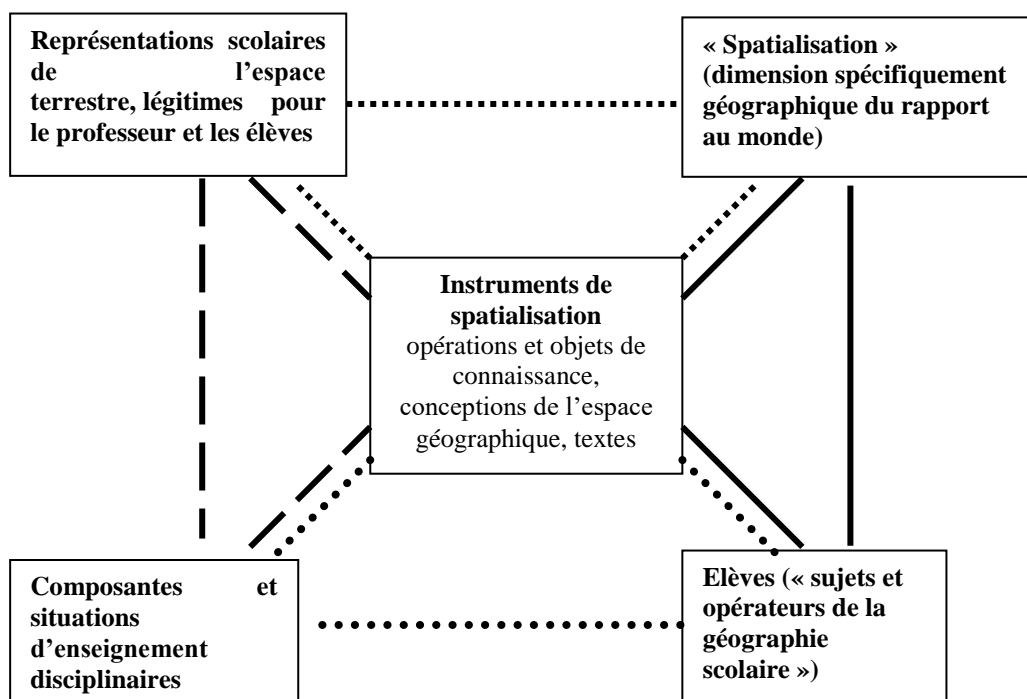 Représentations scolaires
de l’espace
terrestre, légitimes pour
le professeur et les élèves
« Spatialisation »
(dimension spécifiquement
géographique du rapport
au monde)
Instruments de
spatialisation
opérations et objets de
connaissance,
conceptions de l’espace
géographique, textes
Composantes et
situations
d’enseignement
disciplinaires
Elèves (« sujets et
opérateurs de la
géographie
scolaire »)